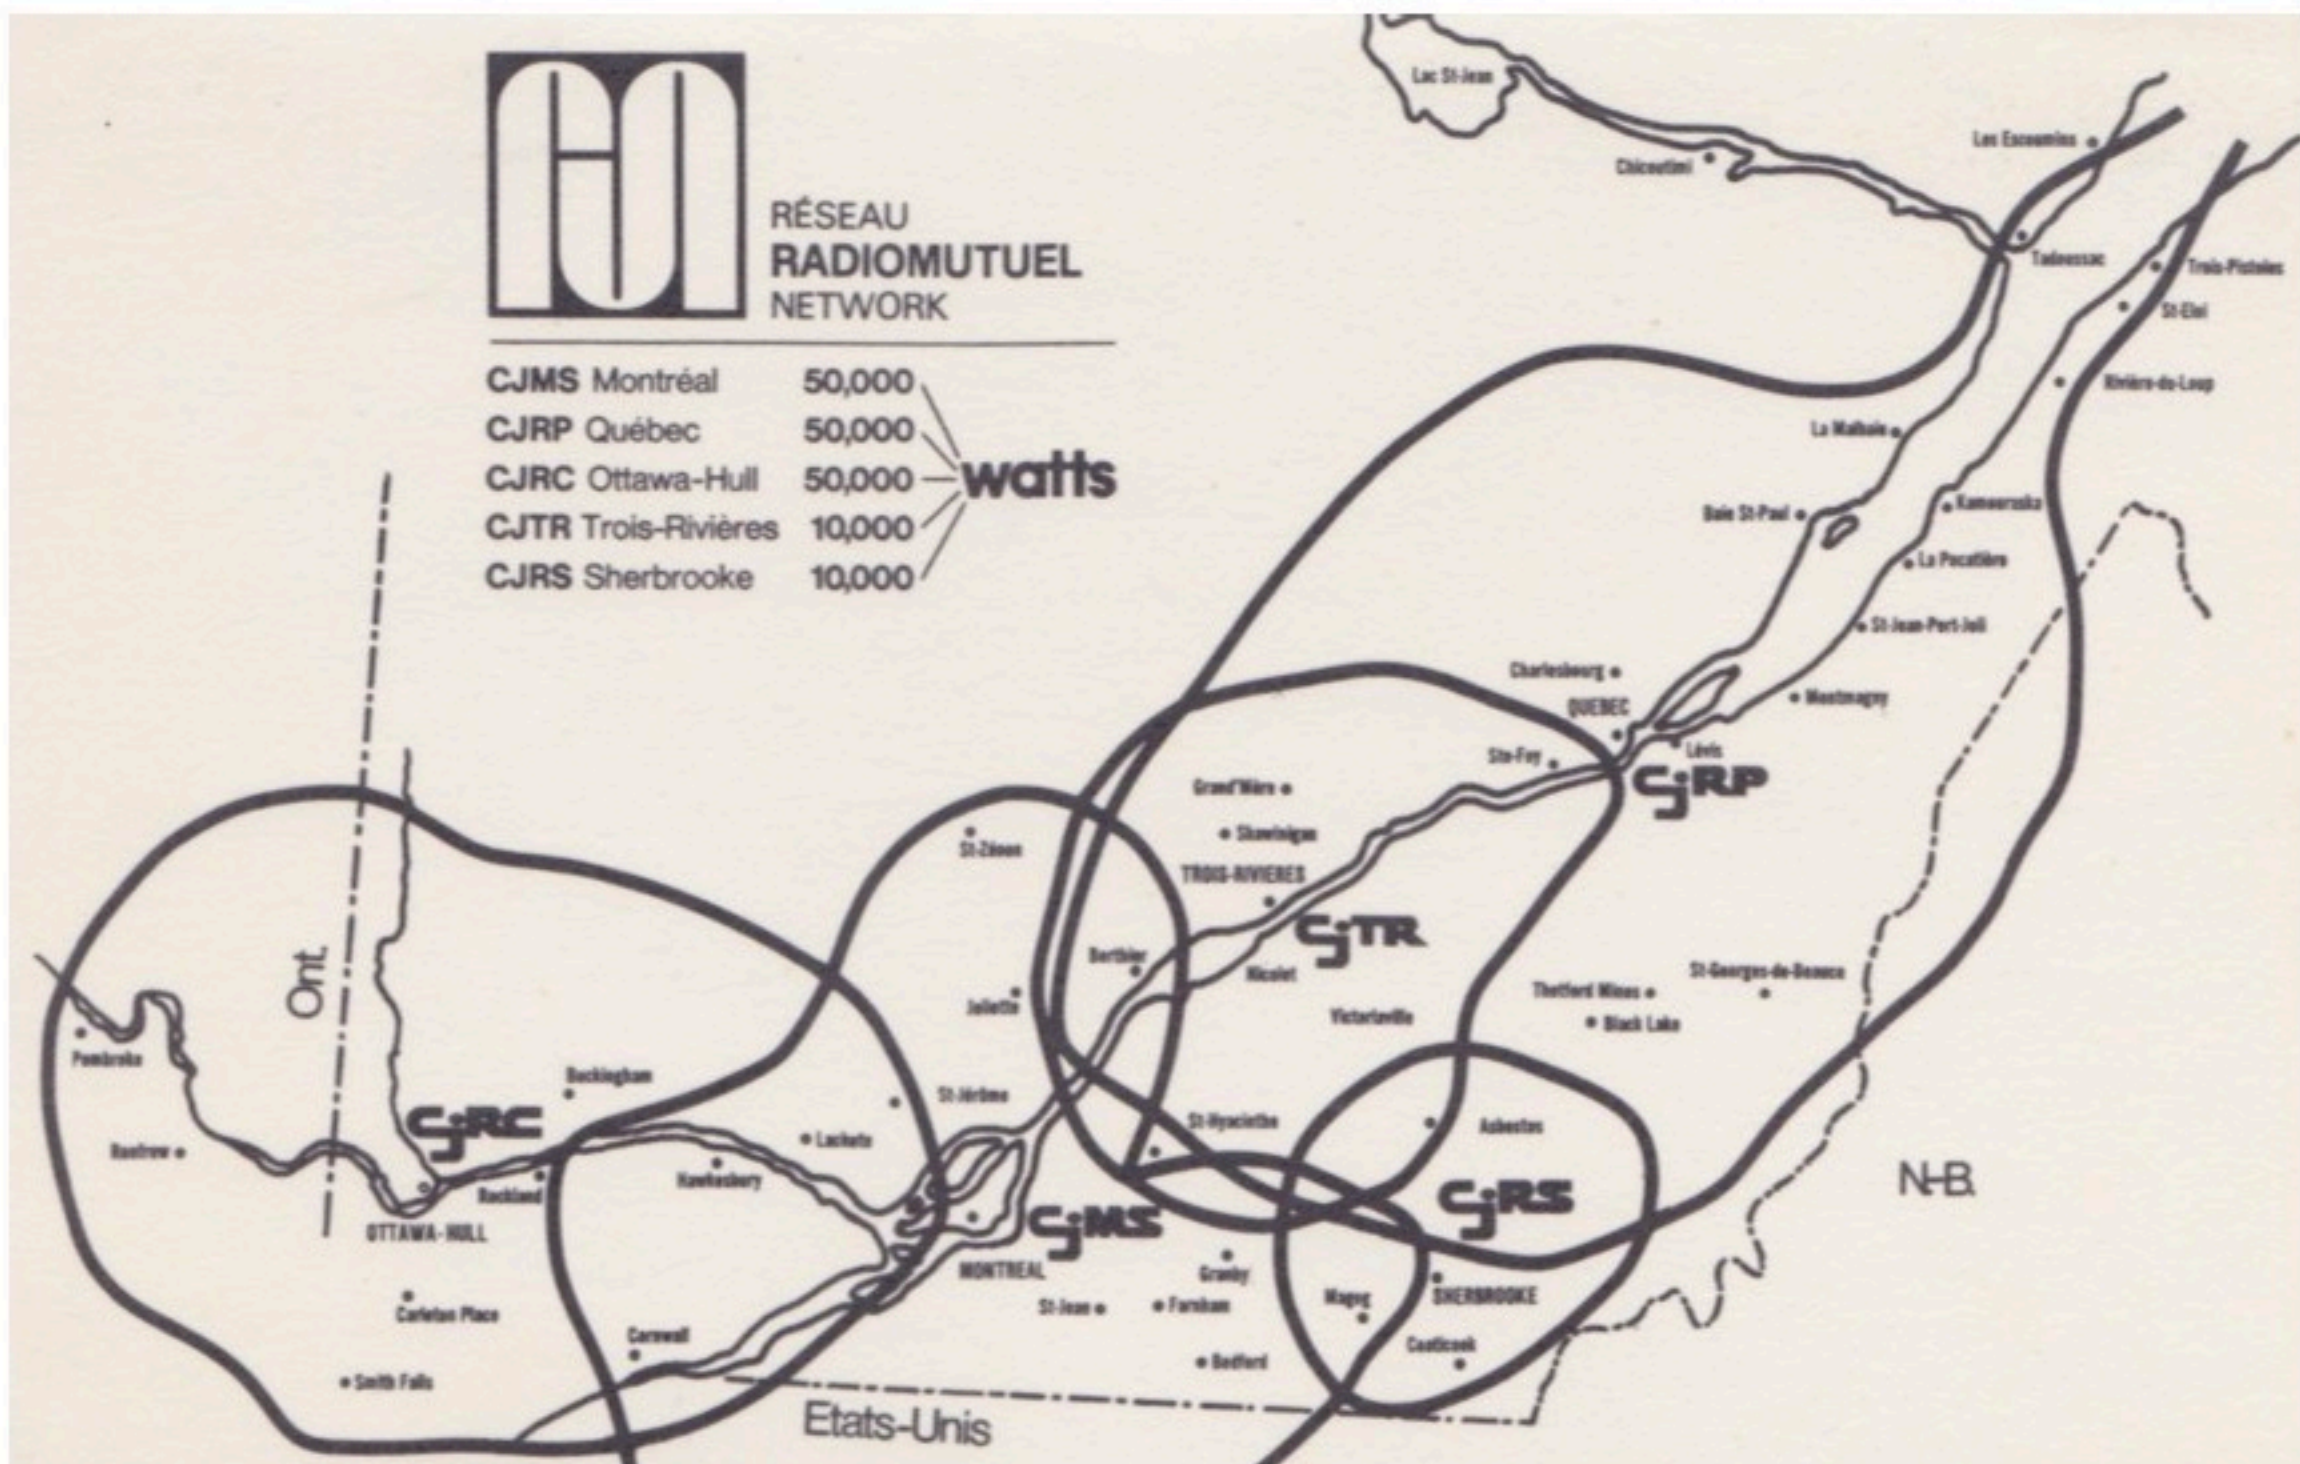 RÉSEAU
RADIOMUTUEL
NETWORK
CJMS Montréal 50,000
CJRP Québec 50,000
CJRC Ottawa-Hull 50,000
CJTR Trois-Rivières 10,000
CJRS Sherbrooke 10,000
watts
Lac St-Jean
Les Escoumins
Chicoutimi
Tadoussac
Trois-Pistoles
St-Eloi
Rivière-du-Loup
La Malbaie
Kamouraska
Baie St-Paul
La Pocatière
St-Jean-Port-Joli
Charlesbourg
QUEBEC
Montmagny
Lévis
Ste-Foy
CJRP
Grand'Mère
Shawinigan
St-Zénon
TROIS-RIVIERES
CJTR
Berthier
Nicolet
Ont.
St-Georges-de-Beauce
Thetford Mines
Joliette
Victoriaville
Black Lake
Pembroke
Buckingham
St-Jérôme
CJRC
St-Hyacinthe
Asbestos
Lachute
Renfrew
Hawkesbury
Rockland
N.-B.
CJRS
CJMS
OTTAWA-HULL
MONTREAL
Granby
Magog
SHERBROOKE
Carleton Place
St-Jean
Farnham
Cornwall
Coaticook
Bedford
Smith Falls
Etats-Unis